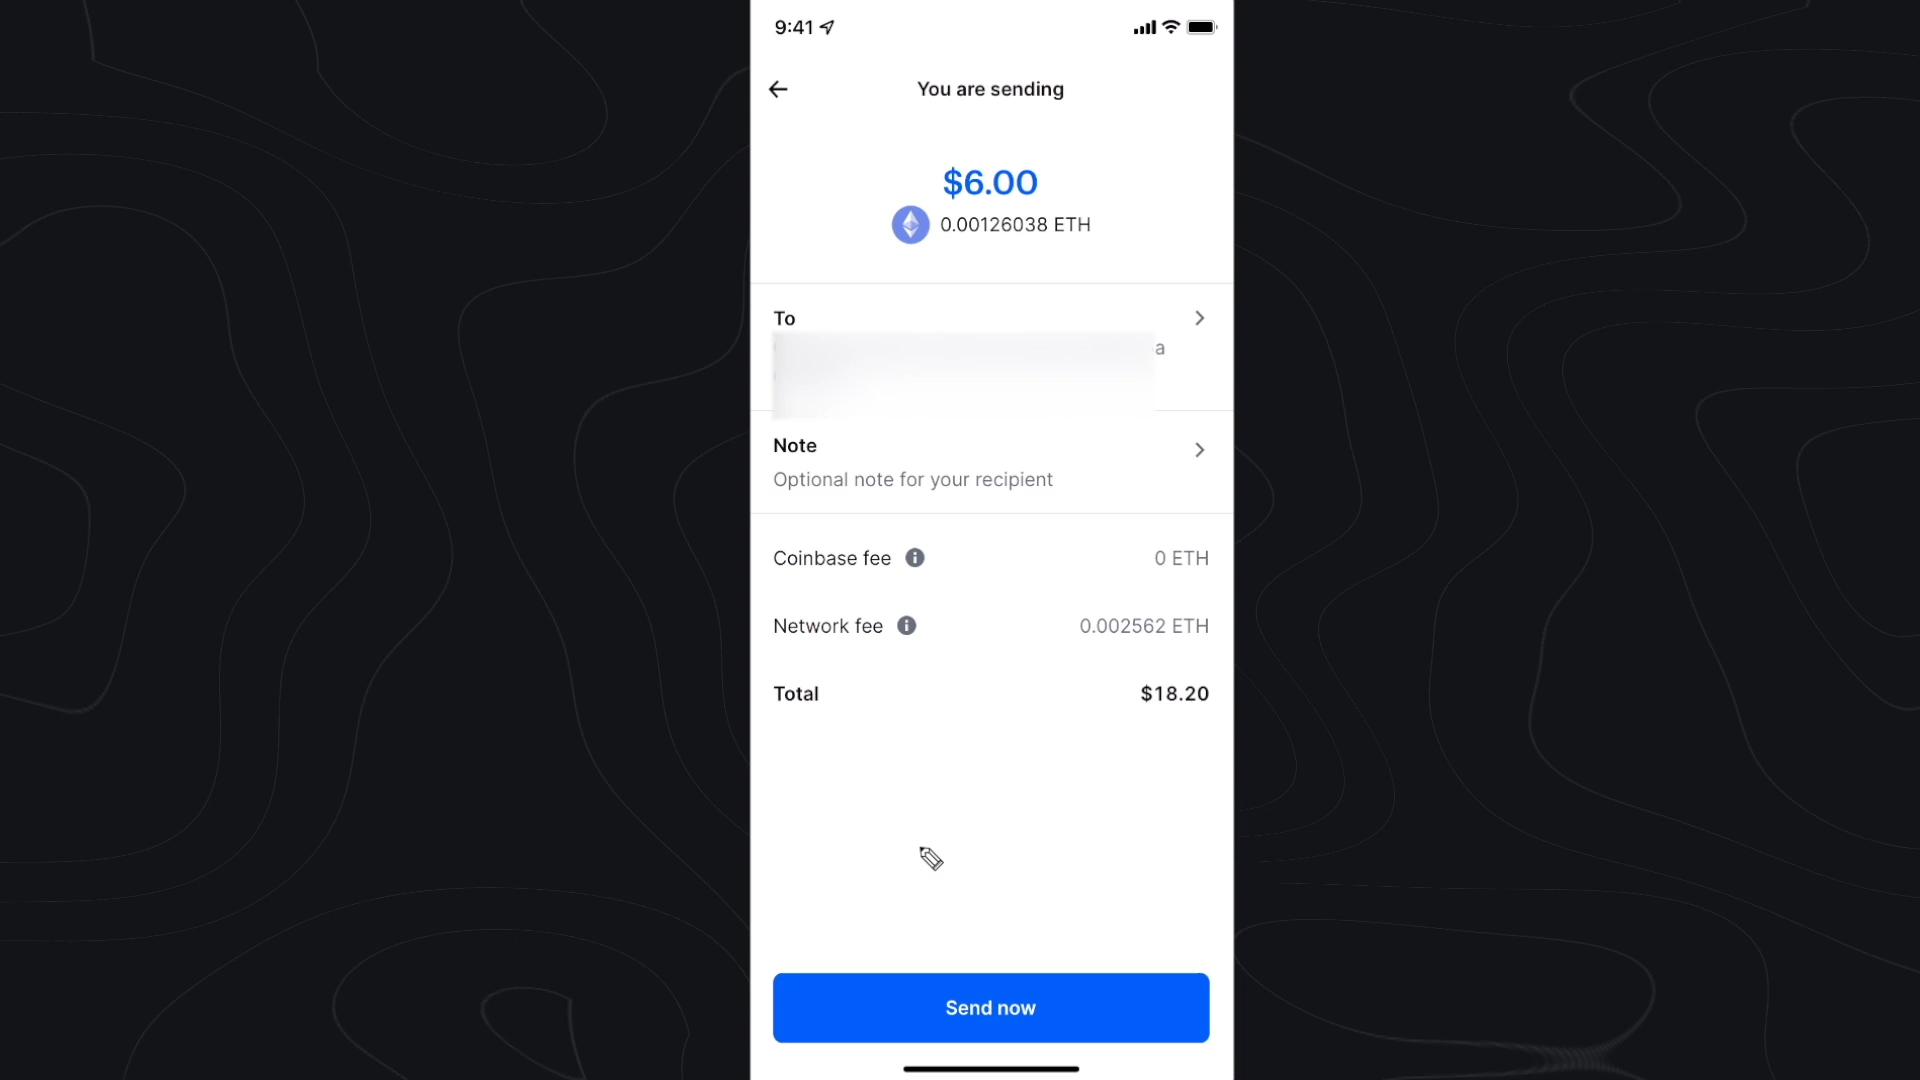 9:41
You are sending
$6.00
0.00126038 ETH
To
a
Note
Optional note for your recipient
Coinbase fee 0 ETH
Network fee 0.002562 ETH
Total $18.20
Send now